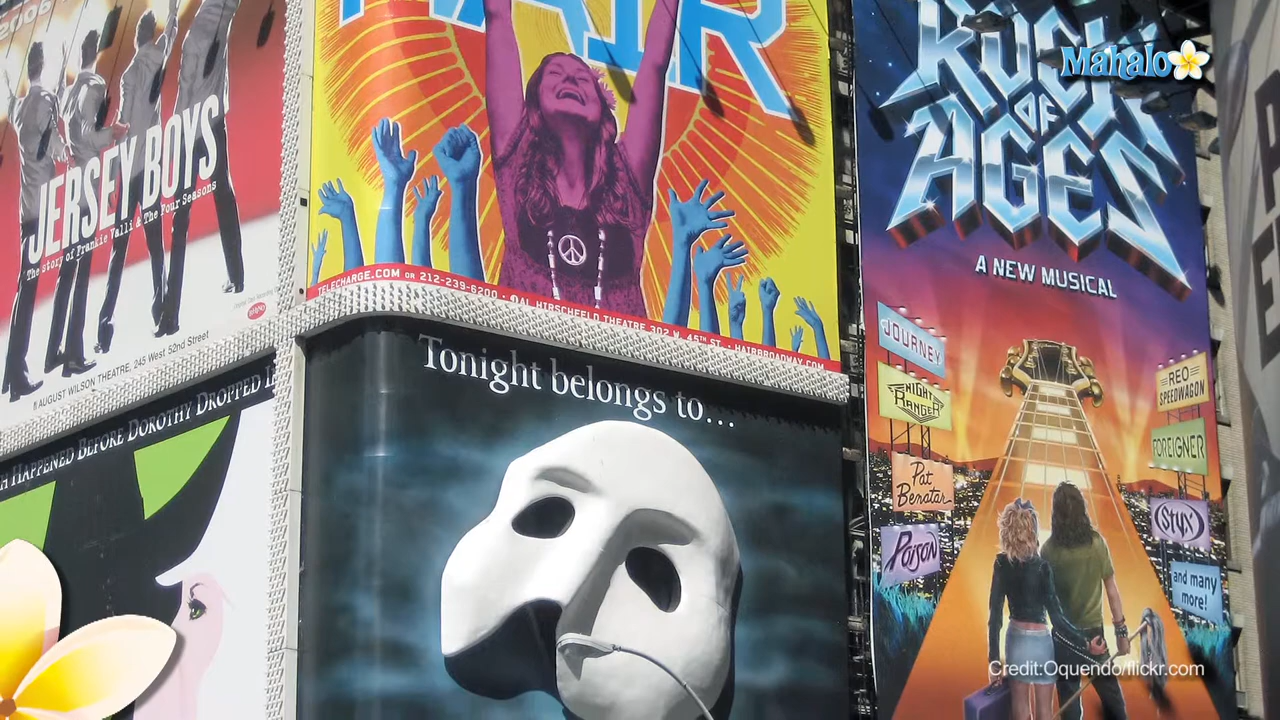 JERSEY BOYS
The story of Frankie Valli & The Four Seasons
AUGUST WILSON THEATRE, 245 West 52nd Street
HAIR
TELECHARGE.COM OR 212-239-6200 · AL HIRSCHFELD THEATRE 302 W. 45TH ST. · HAIRBROADWAY.COM
ROCK
OF
AGES
A NEW MUSICAL
JOURNEY
NIGHT
RANGER
Pat
Benatar
Poison
REO
SPEEDWAGON
FOREIGNER
Styx
and many
more!
HAPPENED BEFORE DOROTHY DROPPED
Tonight belongs to...
Mahalo
Credit:Oquendo/flickr.com